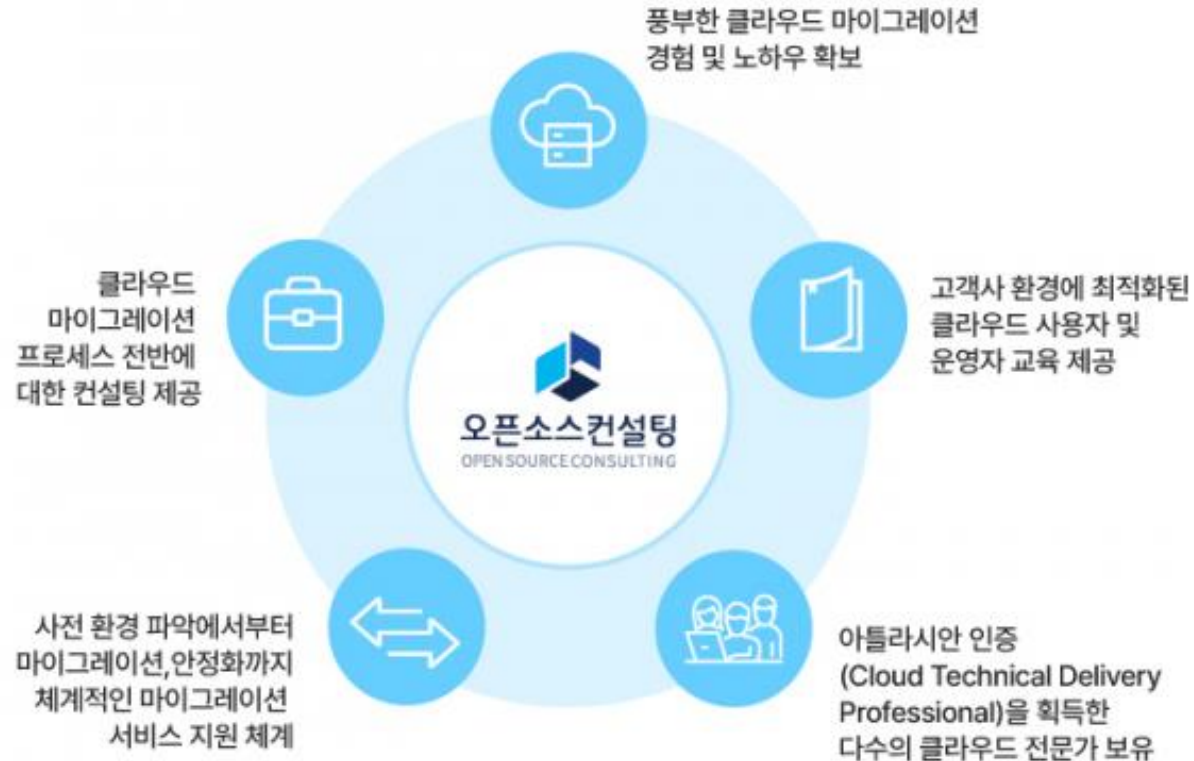 풍부한 클라우드 마이그레이션
경험 및 노하우 확보
클라우드
마이그레이션
프로세스 전반에
대한 컨설팅 제공
고객사 환경에 최적화된
클라우드 사용자 및
운영자 교육 제공
오픈소스컨설팅
OPEN SOURCE CONSULTING
사전 환경 파악에서부터
마이그레이션,안정화까지
체계적인 마이그레이션
서비스 지원 체계
아틀라시안 인증
(Cloud Technical Delivery
Professional)을 획득한
다수의 클라우드 전문가 보유